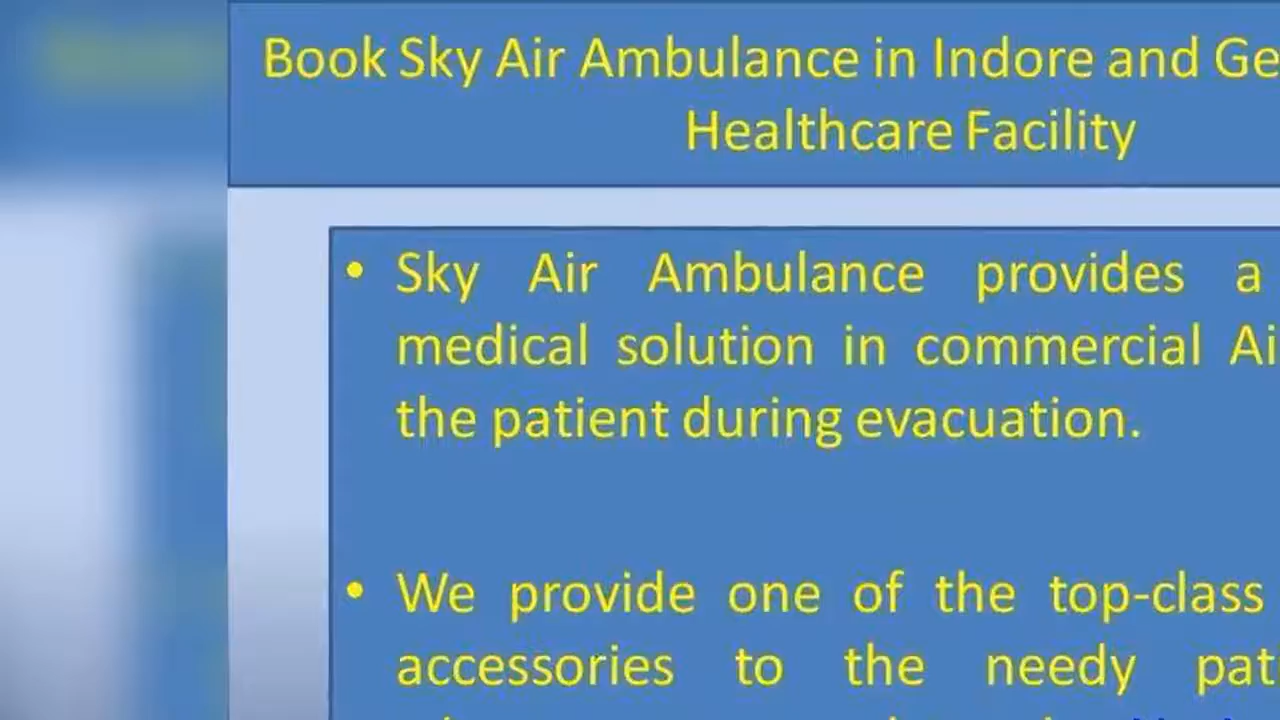 Book Sky Air Ambulance in Indore and Ge
Healthcare Facility
• Sky Air Ambulance provides a
medical solution in commercial Ai
the patient during evacuation.
• We provide one of the top-class
accessories to the needy pat